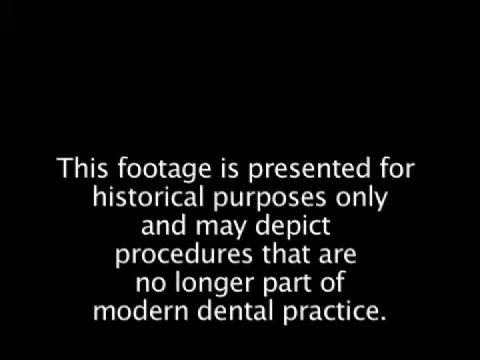 This footage is presented for
historical purposes only
and may depict
procedures that are
no longer part of
modern dental practice.